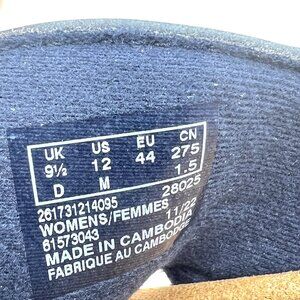 UK US EU CN
9½ 12 44 275
D M 1.5
28025
261731214095
WOMENS/FEMMES 11/22
61573043
MADE IN CAMBODIA
FABRIQUE AU CAMBODGE